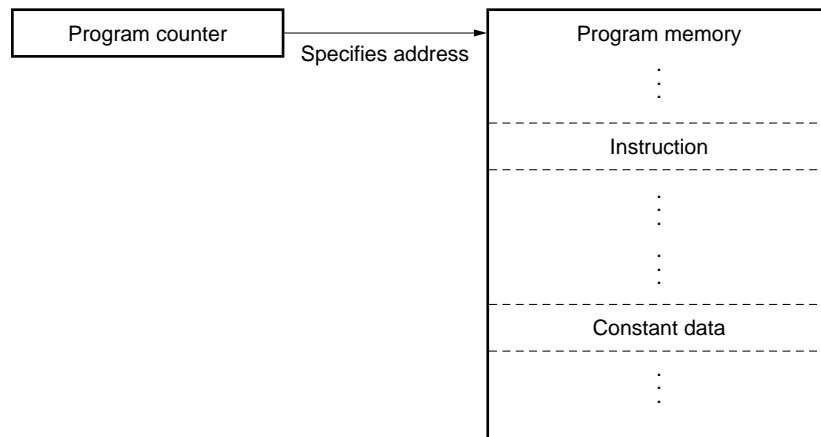 Program counter
Specifies address
Program memory
Instruction
Constant data